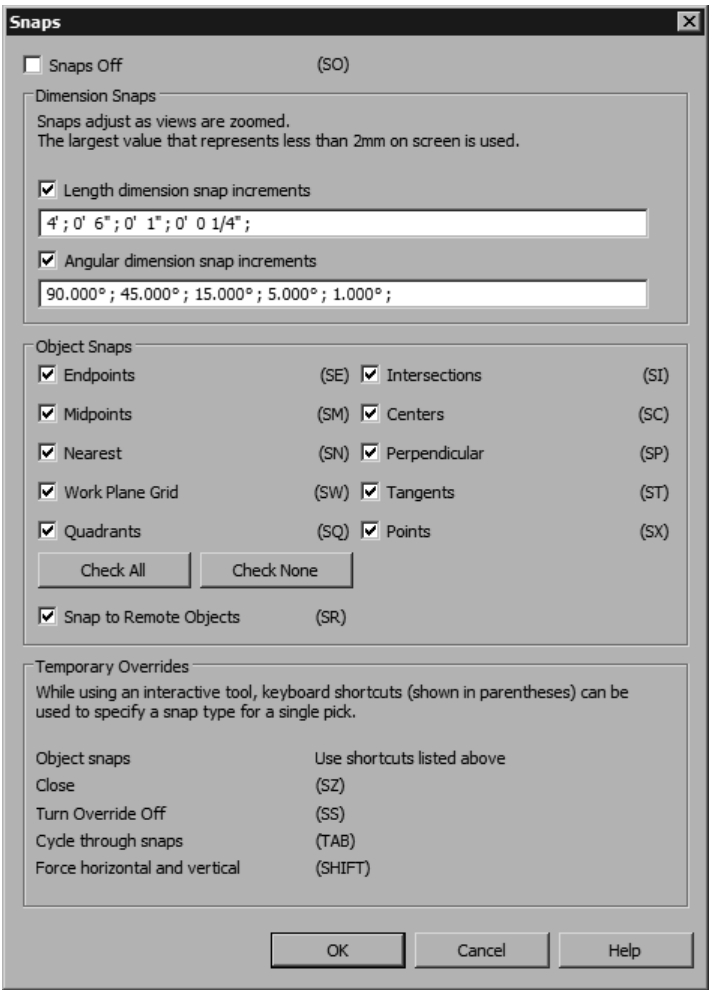 Snaps
Snaps Off (SO)
Dimension Snaps
Snaps adjust as views are zoomed.
The largest value that represents less than 2mm on screen is used.
Length dimension snap increments
4' ; 0' 6" ; 0' 1" ; 0' 0 1/4" ;
Angular dimension snap increments
90.000° ; 45.000° ; 15.000° ; 5.000° ; 1.000° ;
Object Snaps
Endpoints (SE) Intersections (SI)
Midpoints (SM) Centers (SC)
Nearest (SN) Perpendicular (SP)
Work Plane Grid (SW) Tangents (ST)
Quadrants (SQ) Points (SX)
Check All Check None
Snap to Remote Objects (SR)
Temporary Overrides
While using an interactive tool, keyboard shortcuts (shown in parentheses) can be
used to specify a snap type for a single pick.
Object snaps Use shortcuts listed above
Close (SZ)
Turn Override Off (SS)
Cycle through snaps (TAB)
Force horizontal and vertical (SHIFT)
OK Cancel Help